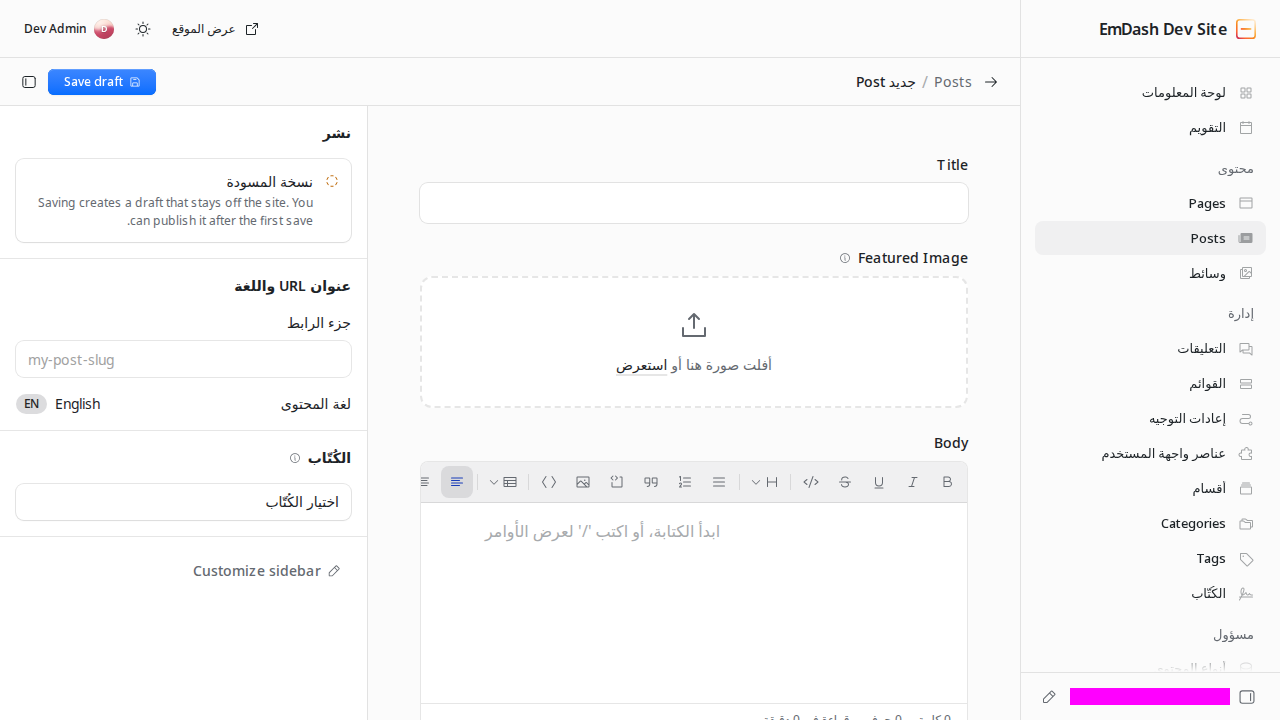 EmDash Dev Site
عرض الموقع
D
Dev Admin
لوحة المعلومات
التقويم
محتوى
Pages
Posts
وسائط
إدارة
التعليقات
القوائم
إعادات التوجيه
عناصر واجهة المستخدم
أقسام
Categories
Tags
الكُتّاب
مسؤول
أنواع المحتوى
Posts / جديد Post
Save draft
Title
Featured Image
أفلت صورة هنا أو استعرض
Body
ابدأ الكتابة، أو اكتب '/' لعرض الأوامر
نشر
نسخة المسودة
Saving creates a draft that stays off the site. You
can publish it after the first save.
عنوان URL واللغة
جزء الرابط
my-post-slug
لغة المحتوى
English EN
الكُتّاب
اختيار الكُتّاب
Customize sidebar